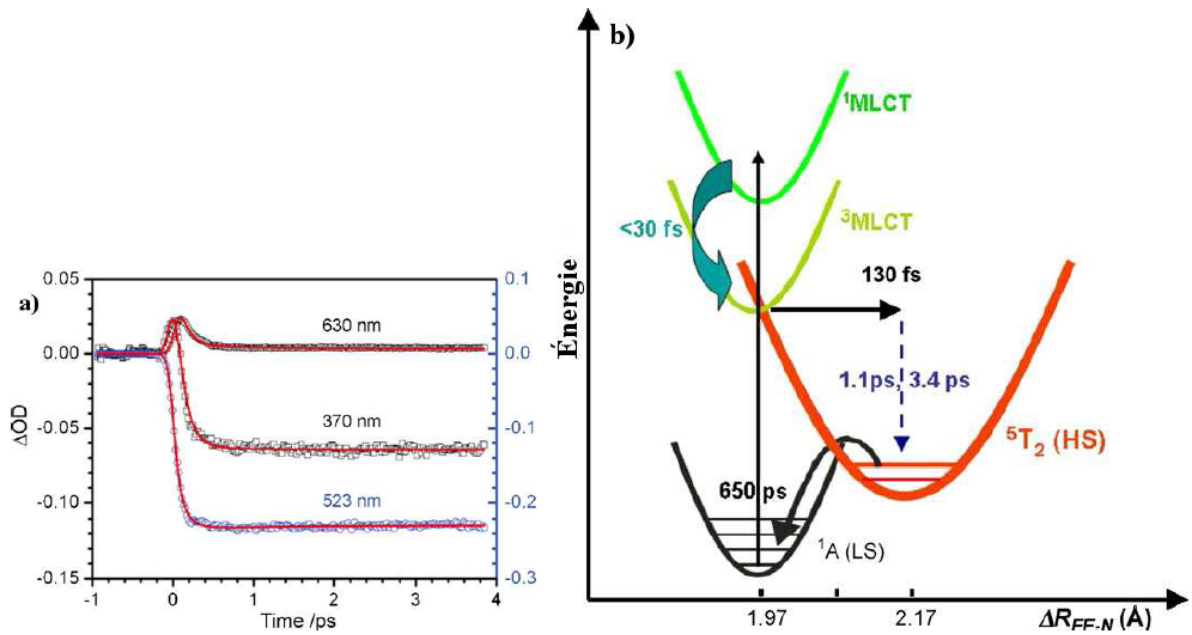 a)
0.05
0.00
-0.05
-0.10
-0.15
ΔOD
630 nm
370 nm
523 nm
0.1
0.0
-0.1
-0.2
-0.3
-1 0 1 2 3 4
Time /ps
b)
Énergie
¹MLCT
³MLCT
<30 fs
130 fs
1.1ps, 3.4 ps
⁵T₂ (HS)
650 ps
¹A (LS)
1.97 2.17 ΔR_FE-N (Å)